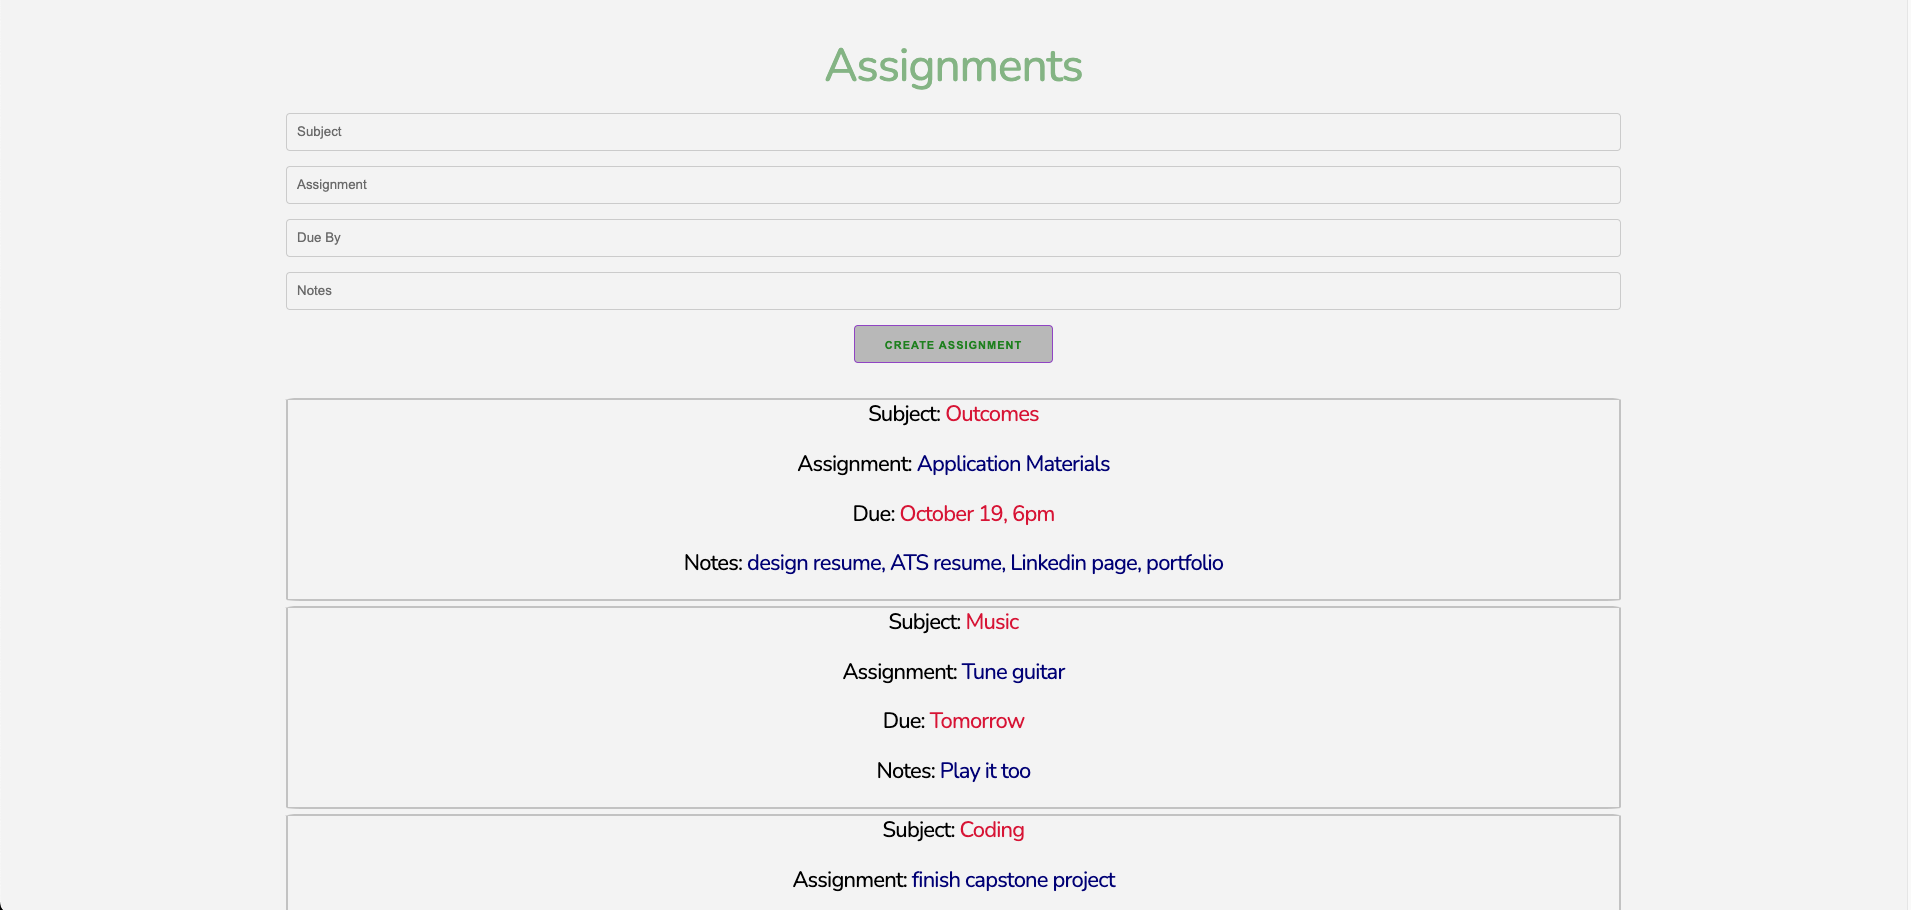 Assignments
Subject
Assignment
Due By
Notes
CREATE ASSIGNMENT
Subject: Outcomes
Assignment: Application Materials
Due: October 19, 6pm
Notes: design resume, ATS resume, Linkedin page, portfolio
Subject: Music
Assignment: Tune guitar
Due: Tomorrow
Notes: Play it too
Subject: Coding
Assignment: finish capstone project